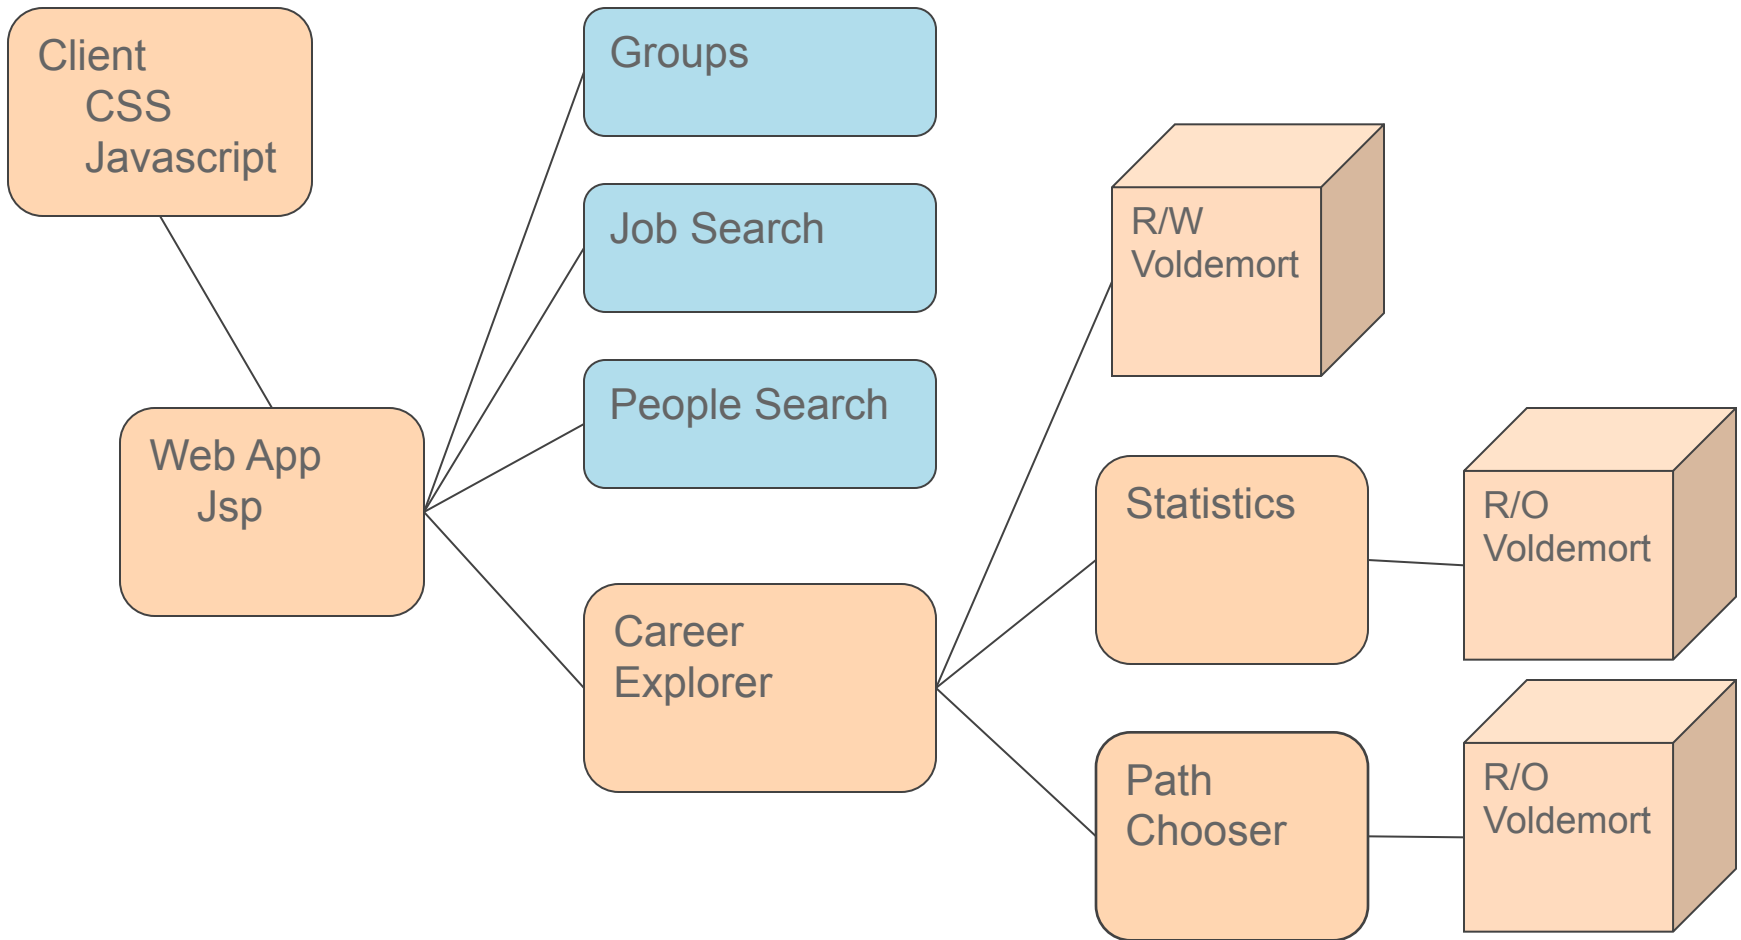 Client
CSS
Javascript
Web App
Jsp
Groups
Job Search
People Search
Career
Explorer
R/W
Voldemort
Statistics
R/O
Voldemort
Path
Chooser
R/O
Voldemort